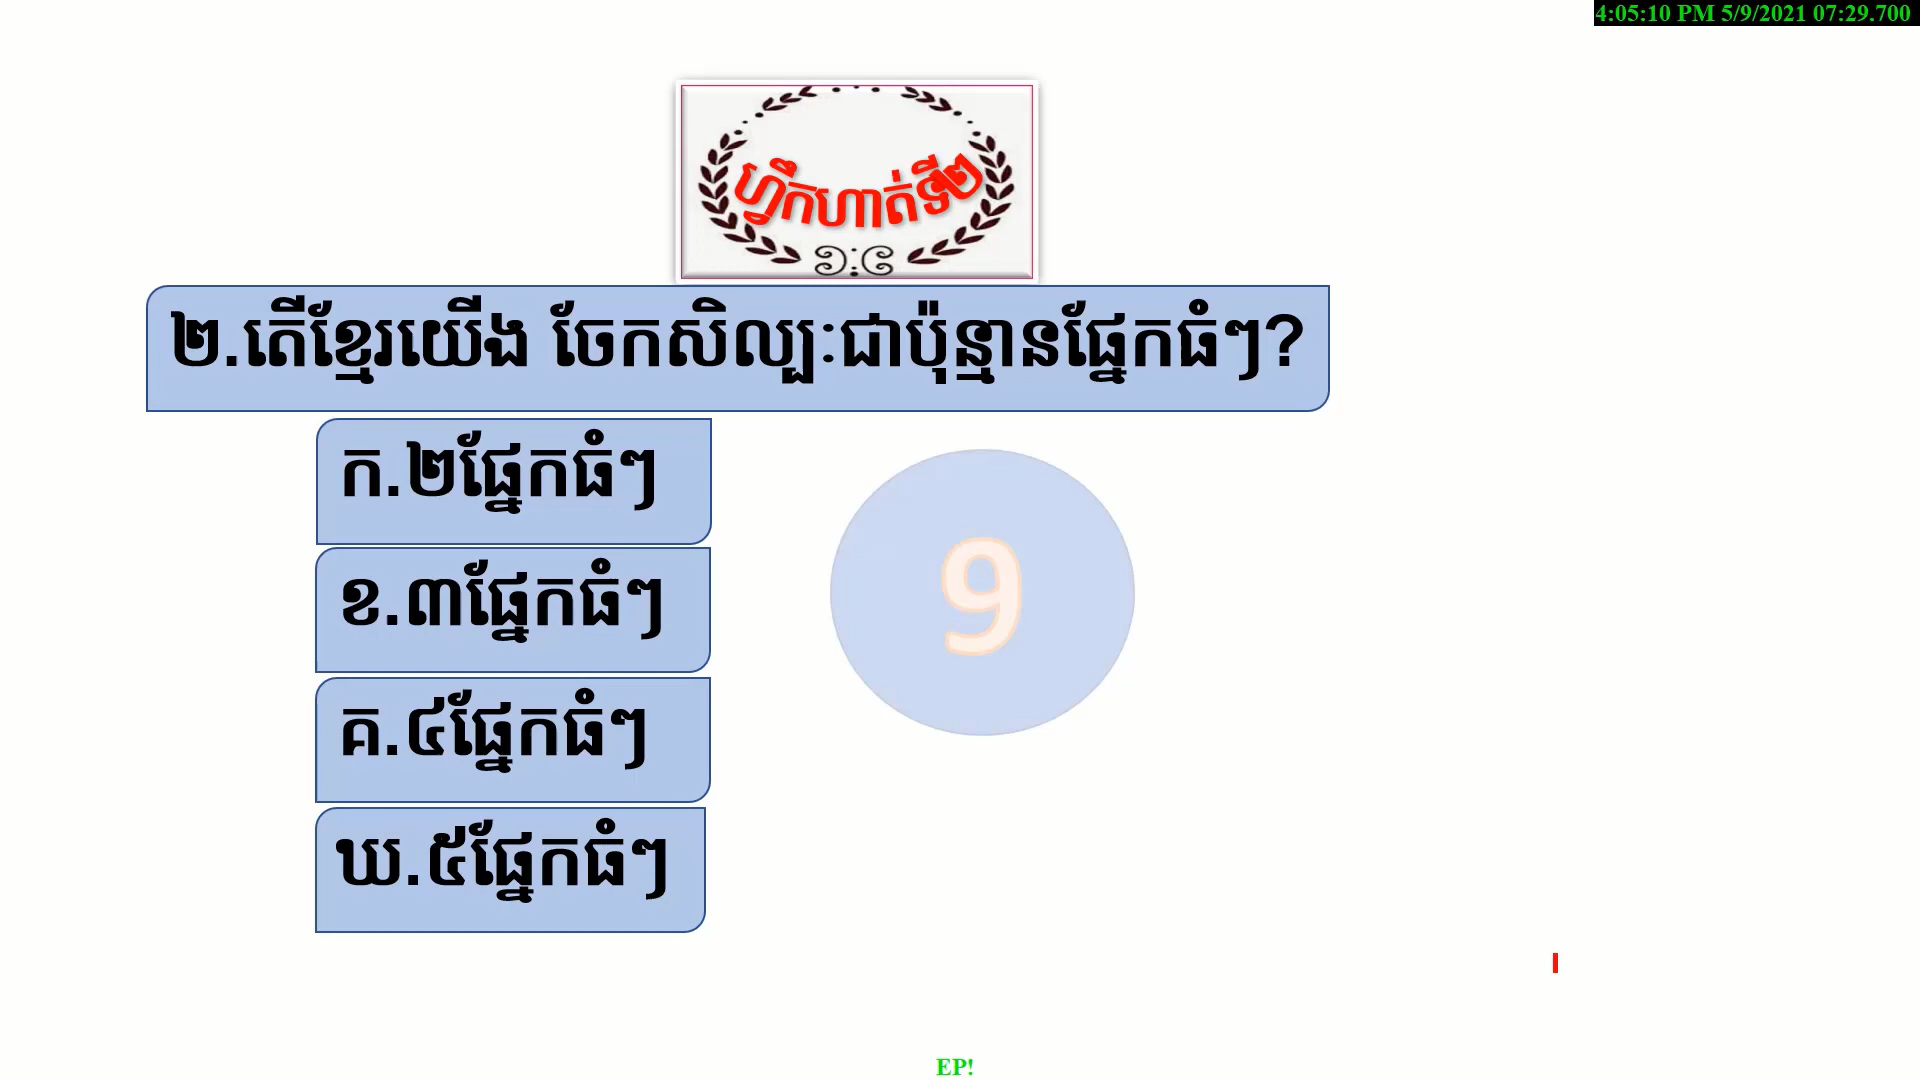 4:05:10 PM 5/9/2021 07:29.700
ហ្វឹកហាត់ទី២
២.តើខ្មែរយើង ចែកសិល្បៈជាប៉ុន្មានផ្នែកធំៗ?
ក.២ផ្នែកធំៗ
ខ.៣ផ្នែកធំៗ
9
គ.៤ផ្នែកធំៗ
ឃ.៥ផ្នែកធំៗ
EP!